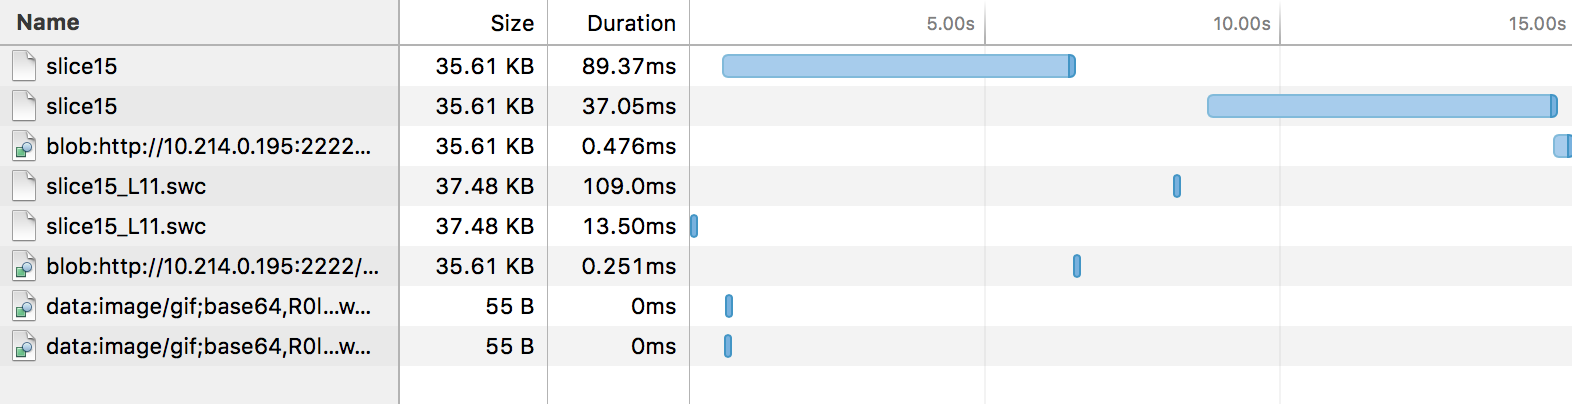 Name Size Duration 5.00s 10.00s 15.00s
slice15 35.61 KB 89.37ms
slice15 35.61 KB 37.05ms
blob:http://10.214.0.195:2222... 35.61 KB 0.476ms
slice15_L11.swc 37.48 KB 109.0ms
slice15_L11.swc 37.48 KB 13.50ms
blob:http://10.214.0.195:2222/... 35.61 KB 0.251ms
data:image/gif;base64,R0l...w... 55 B 0ms
data:image/gif;base64,R0l...w... 55 B 0ms